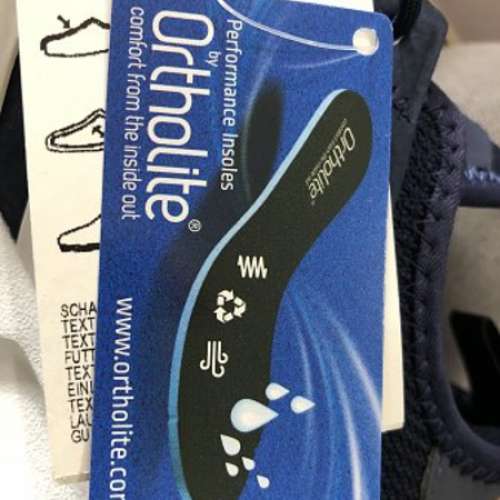 Performance Insoles
by
Ortholite®
comfort from the inside out
www.ortholite.com
Ortholite
SCHA
TEXT
TEXT
FUTT
TEXT
EINL
TEX
LAU
GU